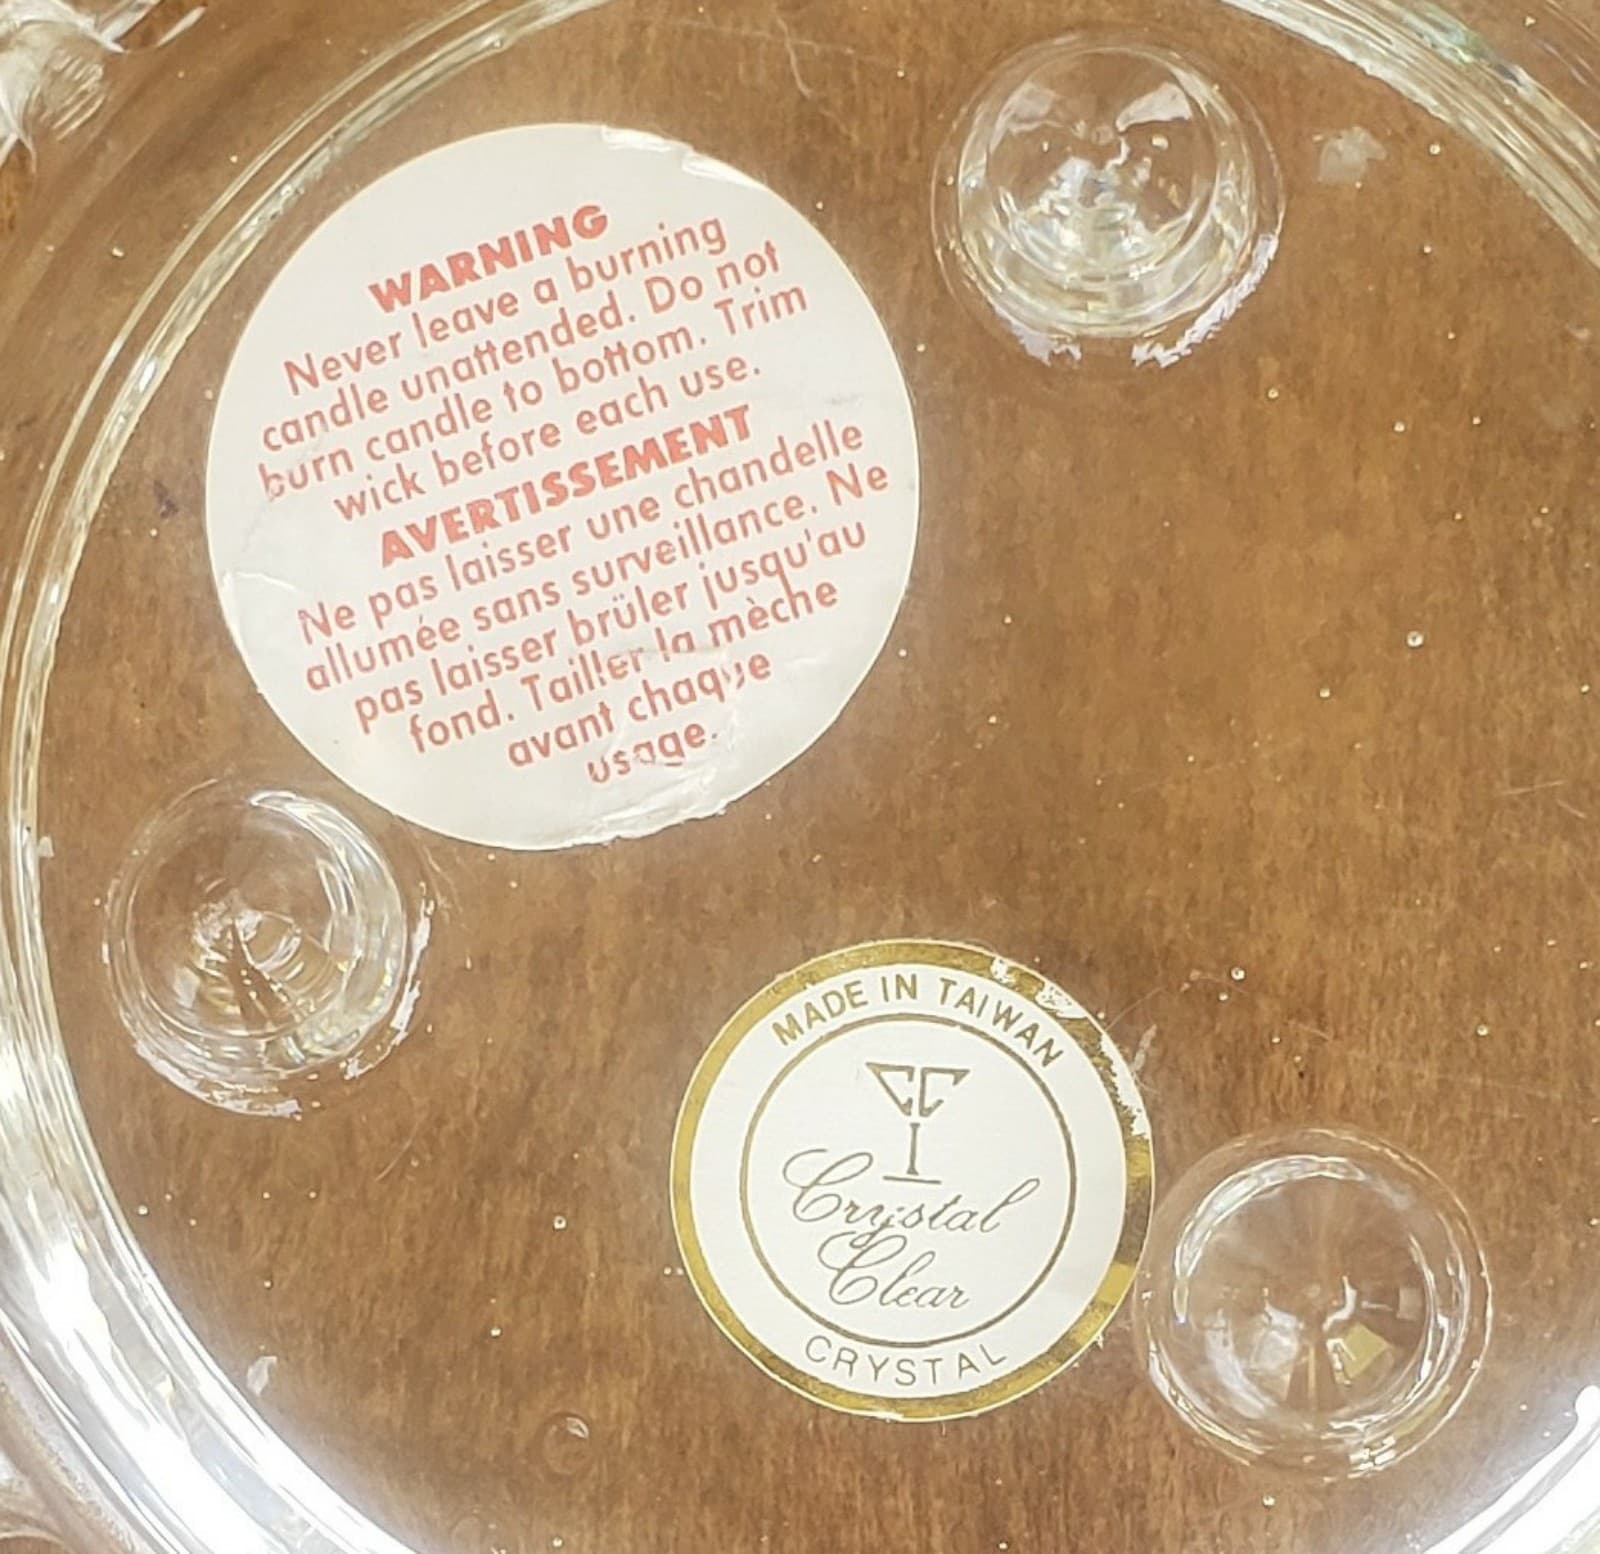 WARNING
Never leave a burning
candle unattended. Do not
burn candle to bottom. Trim
wick before each use.
AVERTISSEMENT
Ne pas laisser une chandelle
allumée sans surveillance. Ne
pas laisser brüler jusqu'au
fond. Tailler la mèche
avant chaque
usage.
MADE IN TAIWAN
CC
Crystal
Clear
CRYSTAL